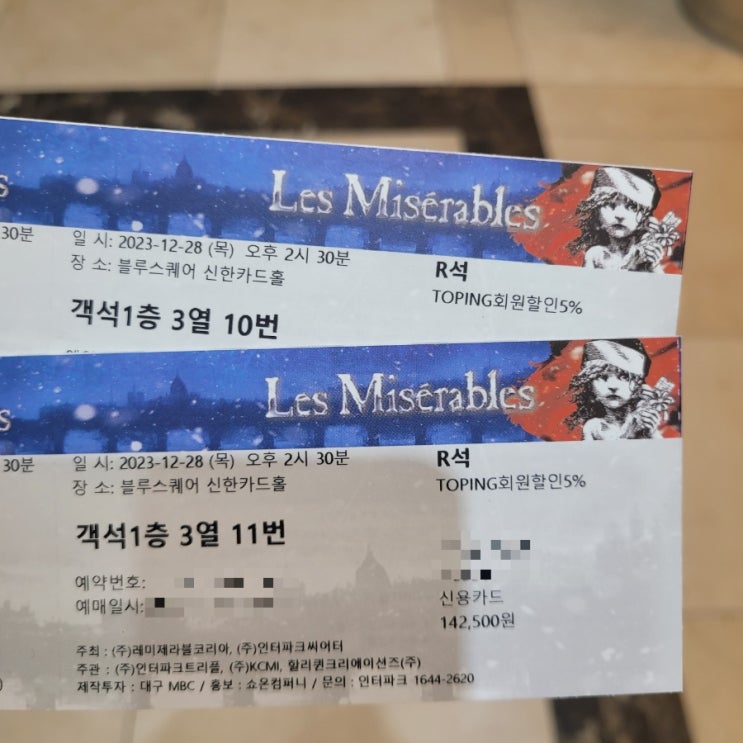 s
Les Misérables
30분
일 시: 2023-12-28 (목) 오후 2시 30분
장 소: 블루스퀘어 신한카드홀
R석
TOPING회원할인5%
객석1층 3열 10번
s
Les Misérables
30분
일 시: 2023-12-28 (목) 오후 2시 30분
장 소: 블루스퀘어 신한카드홀
R석
TOPING회원할인5%
객석1층 3열 11번
예약번호:
예매일시:
신용카드
142,500원
주최 : (주)레미제라블코리아, (주)인터파크씨어터
주관 : (주)인터파크트리플, (주)KCMI, 할리퀸크리에이션즈(주)
제작투자 : 대구 MBC / 홍보 : 쇼온컴퍼니 / 문의 : 인터파크 1644-2620